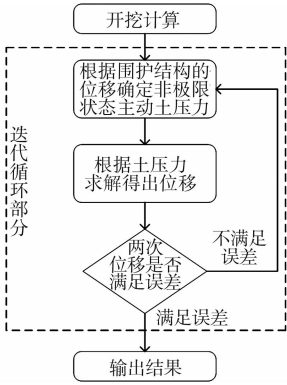 开挖计算
根据围护结构的
位移确定非极限
状态主动土压力
迭代循环部分
根据土压力
求解得出位移
两次
位移是否
满足误差
不满足
误差
满足误差
输出结果